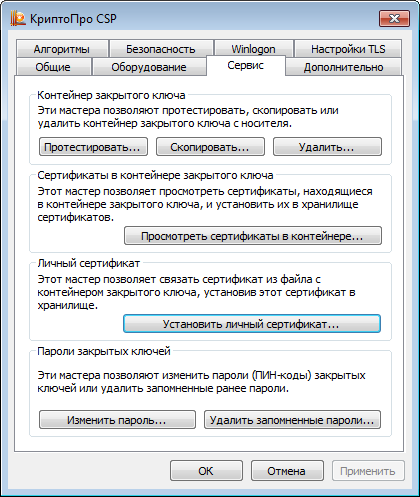 КриптоПро CSP
Алгоритмы Безопасность Winlogon Настройки TLS
Общие Оборудование Сервис Дополнительно
Контейнер закрытого ключа
Эти мастера позволяют протестировать, скопировать или
удалить контейнер закрытого ключа с носителя.
Протестировать... Скопировать... Удалить...
Сертификаты в контейнере закрытого ключа
Этот мастер позволяет просмотреть сертификаты, находящиеся
в контейнере закрытого ключа, и установить их в хранилище
сертификатов.
Просмотреть сертификаты в контейнере...
Личный сертификат
Этот мастер позволяет связать сертификат из файла с
контейнером закрытого ключа, установив этот сертификат в
хранилище.
Установить личный сертификат...
Пароли закрытых ключей
Эти мастера позволяют изменить пароли (ПИН-коды) закрытых
ключей или удалить запомненные ранее пароли.
Изменить пароль... Удалить запомненные пароли...
ОК Отмена Применить